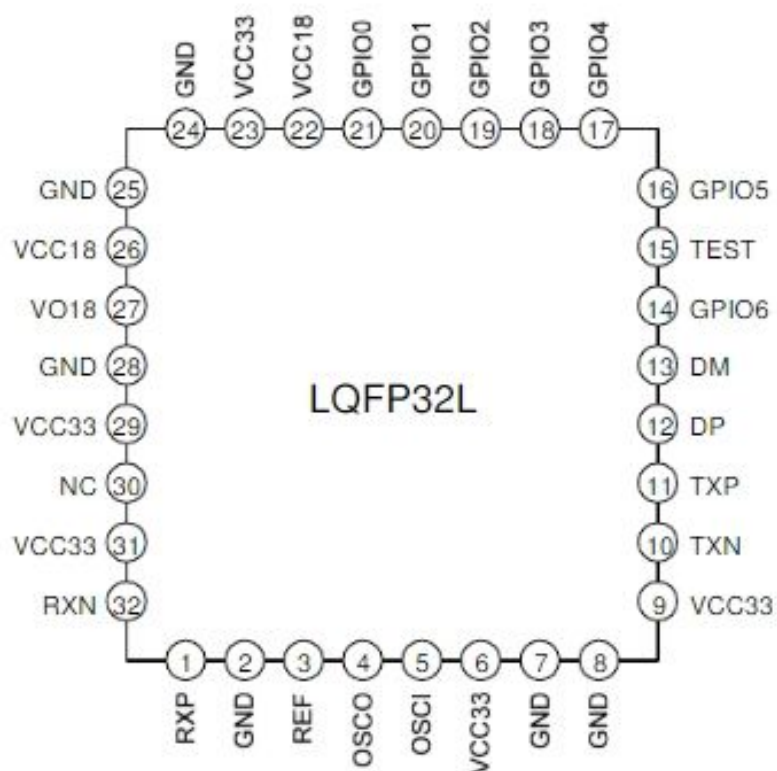 GND VCC33 VCC18 GPIO0 GPIO1 GPIO2 GPIO3 GPIO4
24 23 22 21 20 19 18 17
GND 25 16 GPIO5
VCC18 26 15 TEST
VO18 27 14 GPIO6
GND 28 13 DM
LQFP32L
VCC33 29 12 DP
NC 30 11 TXP
VCC33 31 10 TXN
RXN 32 9 VCC33
1 2 3 4 5 6 7 8
RXP GND REF OSCO OSCI VCC33 GND GND